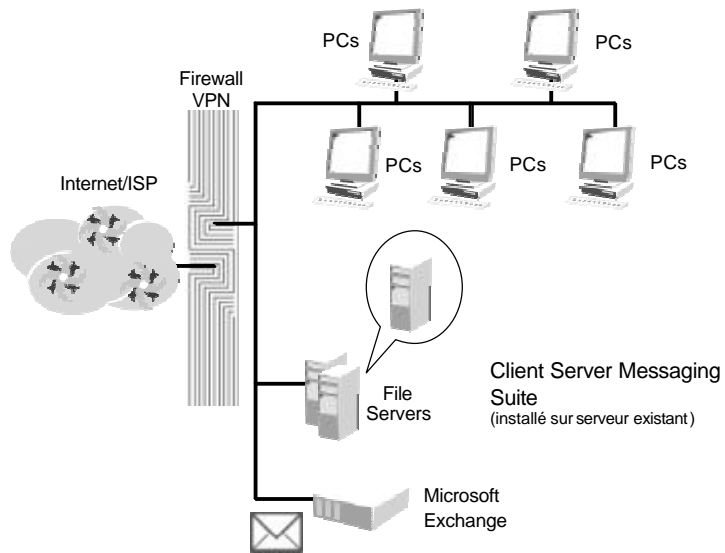 PCs
PCs
Firewall
VPN
PCs
PCs
PCs
Internet/ISP
Client Server Messaging
Suite
(installé sur serveur existant)
File
Servers
Microsoft
Exchange